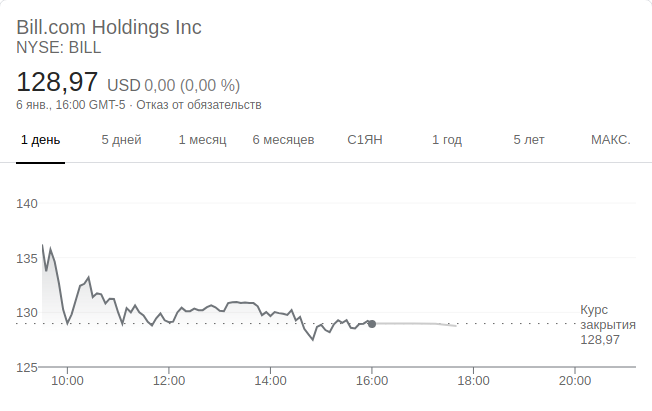 Bill.com Holdings Inc
NYSE: BILL
128,97 USD 0,00 (0,00 %)
6 янв., 16:00 GMT-5 · Отказ от обязательств
1 день 5 дней 1 месяц 6 месяцев С1ЯН 1 год 5 лет МАКС.
140
135
130
125
Курс
закрытия
128,97
10:00 12:00 14:00 16:00 18:00 20:00